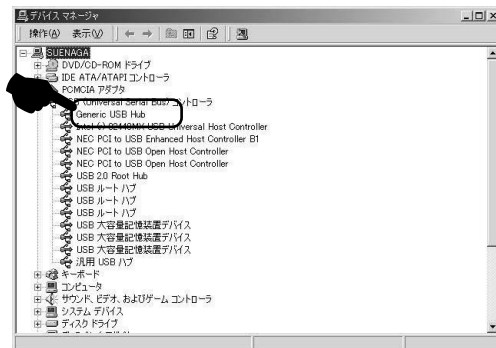 デバイス マネージャ
操作(A) 表示(V)
SUENAGA
DVD/CD-ROM ドライブ
IDE ATA/ATAPI コントローラ
PCMCIA アダプタ
(Universal Serial Bus) コントローラ
Generic USB Hub
Intel(r) 82443MX USB Universal Host Controller
NEC PCI to USB Enhanced Host Controller B1
NEC PCI to USB Open Host Controller
NEC PCI to USB Open Host Controller
USB 2.0 Root Hub
USB ルート ハブ
USB ルート ハブ
USB ルート ハブ
USB 大容量記憶装置デバイス
USB 大容量記憶装置デバイス
USB 大容量記憶装置デバイス
汎用 USB ハブ
キーボード
コンピュータ
サウンド、ビデオ、およびゲーム コントローラ
システム デバイス
ディスク ドライブ